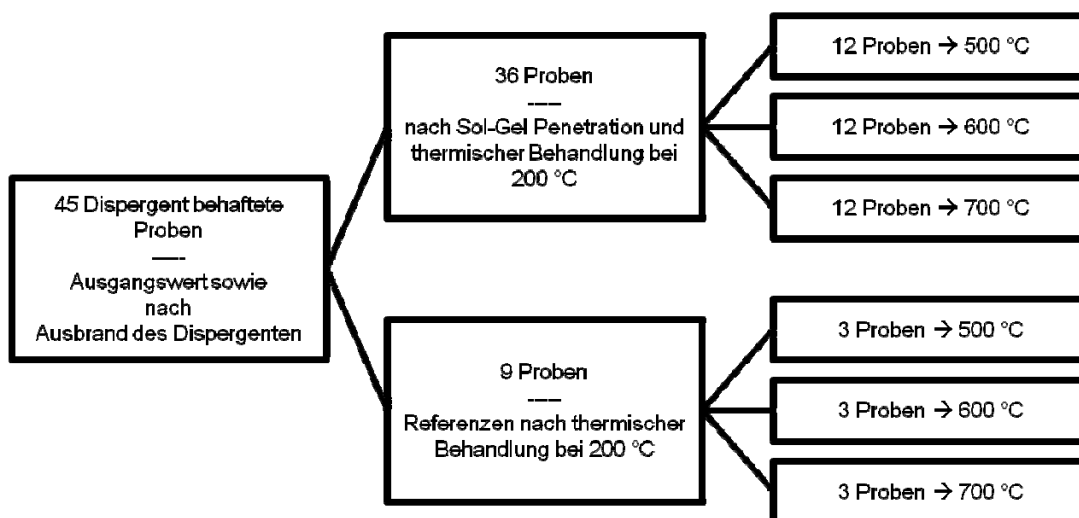 45 Dispergent behaftete
Proben
-----
Ausgangswert sowie
nach
Ausbrand des Dispergenten
36 Proben
-----
nach Sol-Gel Penetration und
thermischer Behandlung bei
200 °C
9 Proben
-----
Referenzen nach thermischer
Behandlung bei 200 °C
12 Proben → 500 °C
12 Proben → 600 °C
12 Proben → 700 °C
3 Proben → 500 °C
3 Proben → 600 °C
3 Proben → 700 °C